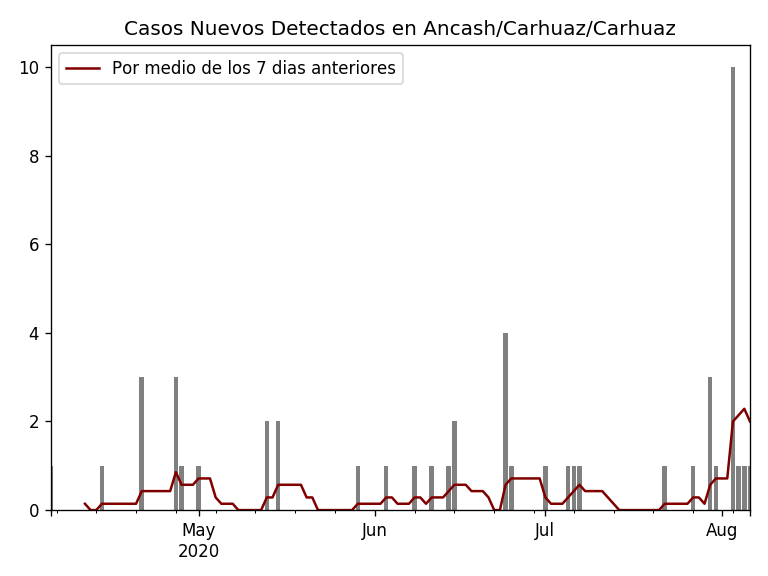 Casos Nuevos Detectados en Ancash/Carhuaz/Carhuaz
Por medio de los 7 dias anteriores
10
8
6
4
2
0
May Jun Jul Aug
2020